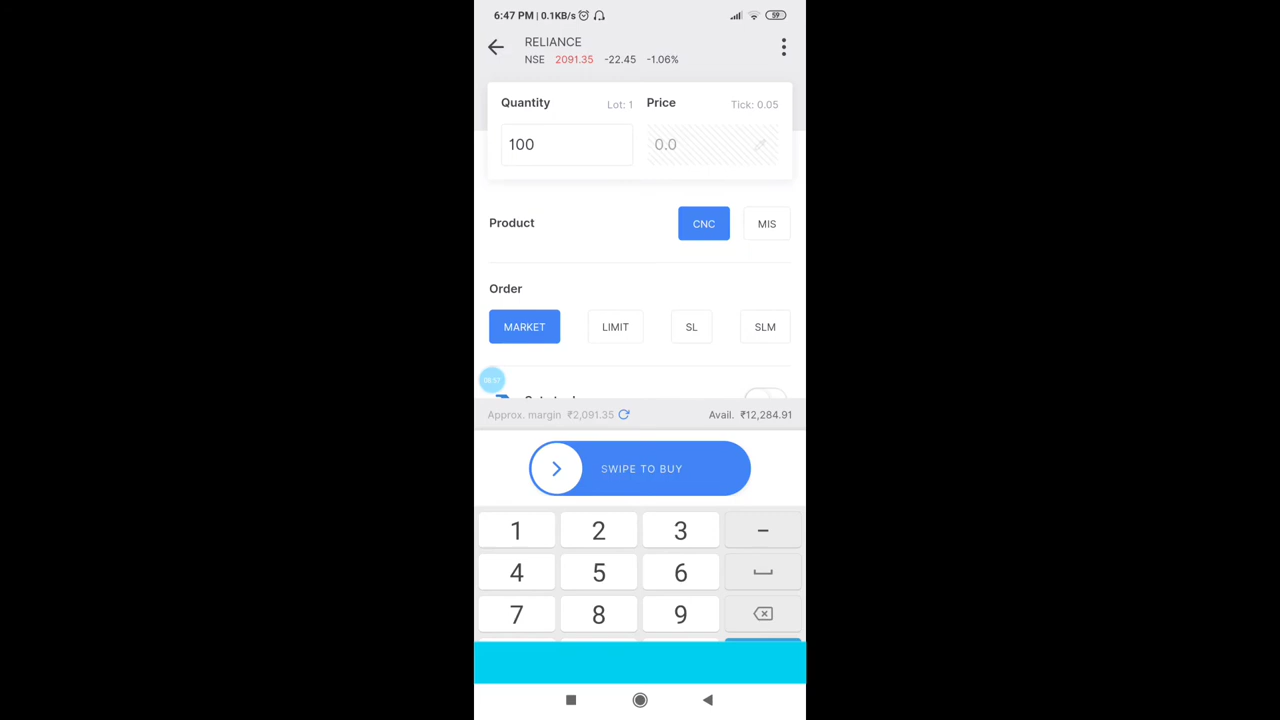 6:47 PM | 0.1KB/s
59
RELIANCE
NSE 2091.35 -22.45 -1.06%
Quantity Lot: 1 Price Tick: 0.05
100 0.0
Product CNC MIS
Order
MARKET LIMIT SL SLM
Approx. margin ₹2,091.35 Avail. ₹12,284.91
SWIPE TO BUY
1 2 3 −
4 5 6
7 8 9